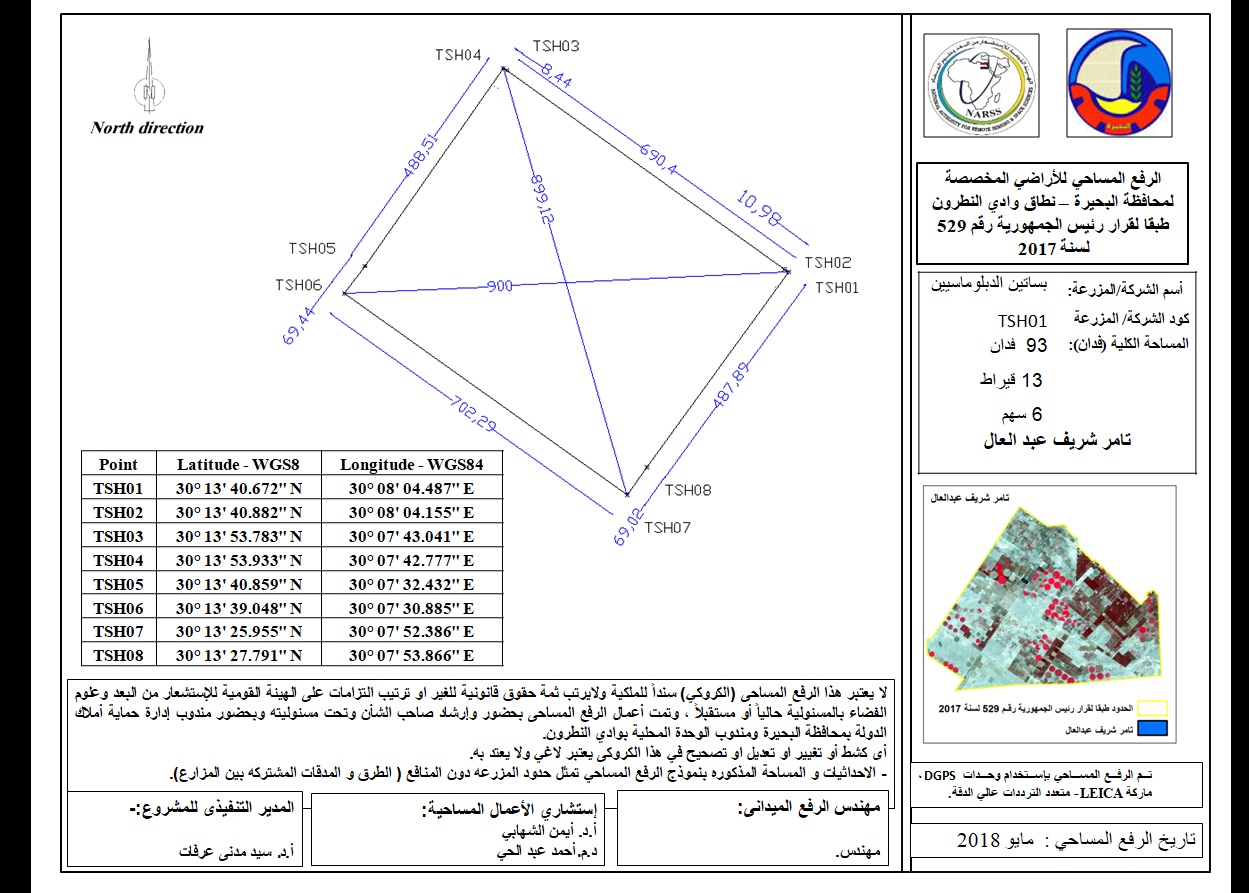 North direction
TSH04
TSH03
8,44
488,51
690,4
10,98
899,12
TSH05
TSH02
TSH06
TSH01
900
69,44
487,89
702,29
TSH08
TSH07
69,02
Point Latitude - WGS8 Longitude - WGS84
TSH01 30° 13' 40.672" N 30° 08' 04.487" E
TSH02 30° 13' 40.882" N 30° 08' 04.155" E
TSH03 30° 13' 53.783" N 30° 07' 43.041" E
TSH04 30° 13' 53.933" N 30° 07' 42.777" E
TSH05 30° 13' 40.859" N 30° 07' 32.432" E
TSH06 30° 13' 39.048" N 30° 07' 30.885" E
TSH07 30° 13' 25.955" N 30° 07' 52.386" E
TSH08 30° 13' 27.791" N 30° 07' 53.866" E
NARSS
NATIONAL AUTHORITY FOR REMOTE SENSING & SPACE SCIENCES
البحيرة
الرفع المساحي للأراضي المخصصة
لمحافظة البحيرة – نطاق وادي النطرون
طبقا لقرار رئيس الجمهورية رقم 529
لسنة 2017
أسم الشركة/المزرعة: بساتين الدبلوماسيين
كود الشركة/ المزرعة TSH01
المساحة الكلية (فدان): 93 فدان
13 قيراط
6 سهم
تامر شريف عبد العال
تامر شريف عبدالعال
الحدود طبقا لقرار رئيس الجمهورية رقم 529 لسنة 2017
تامر شريف عبدالعال
تـم الرفـع المسـاحي بإسـتخدام وحـدات DGPS ،
ماركة LEICA- متعدد الترددات عالي الدقة.
تاريخ الرفع المساحي : مايو 2018
لا يعتبر هذا الرفع المساحى (الكروكي) سنداً للملكية ولايرتب ثمة حقوق قانونية للغير او ترتيب التزامات على الهيئة القومية للإستشعار من البعد وعلوم
الفضاء بالمسئولية حالياً أو مستقبلاً ، وتمت أعمال الرفع المساحى بحضور وإرشاد صاحب الشأن وتحت مسئوليته وبحضور مندوب إدارة حماية أملاك
الدولة بمحافظة البحيرة ومندوب الوحدة المحلية بوادي النطرون.
أى كشط أو تغيير او تعديل او تصحيح في هذا الكروكى يعتبر لاغي ولا يعتد به.
- الاحداثيات و المساحة المذكوره بنموذج الرفع المساحي تمثل حدود المزرعه دون المنافع ( الطرق و المدقات المشتركه بين المزارع).
مهندس الرفع الميدانى:
مهندس.
إستشاري الأعمال المساحية:
أ.د. أيمن الشهابي
د.م.أحمد عبد الحي
المدير التنفيذى للمشروع:-
أ.د. سيد مدنى عرفات